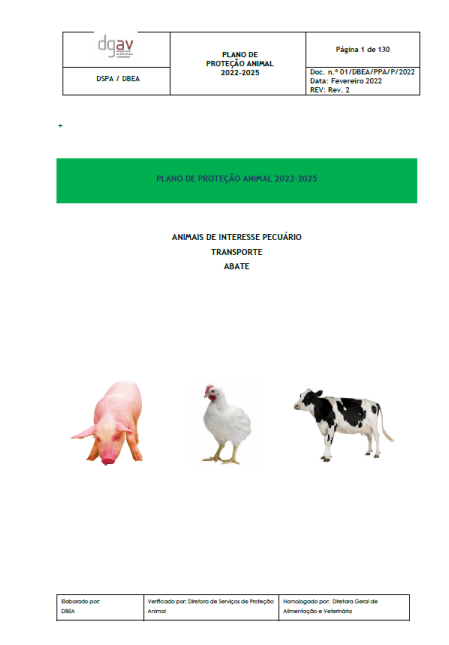 dgav
DSPA / DBEA
PLANO DE
PROTEÇÃO ANIMAL
2022-2025
Página 1 de 130
Doc. n.º 01/DBEA/PPA/P/2022
Data: Fevereiro 2022
REV: Rev. 2
+
PLANO DE PROTEÇÃO ANIMAL 2022-2025
ANIMAIS DE INTERESSE PECUÁRIO
TRANSPORTE
ABATE
Elaborado por:
DBEA
Verificado por: Diretora de Serviços de Proteção
Animal
Homologado por: Diretora Geral de
Alimentação e Veterinária